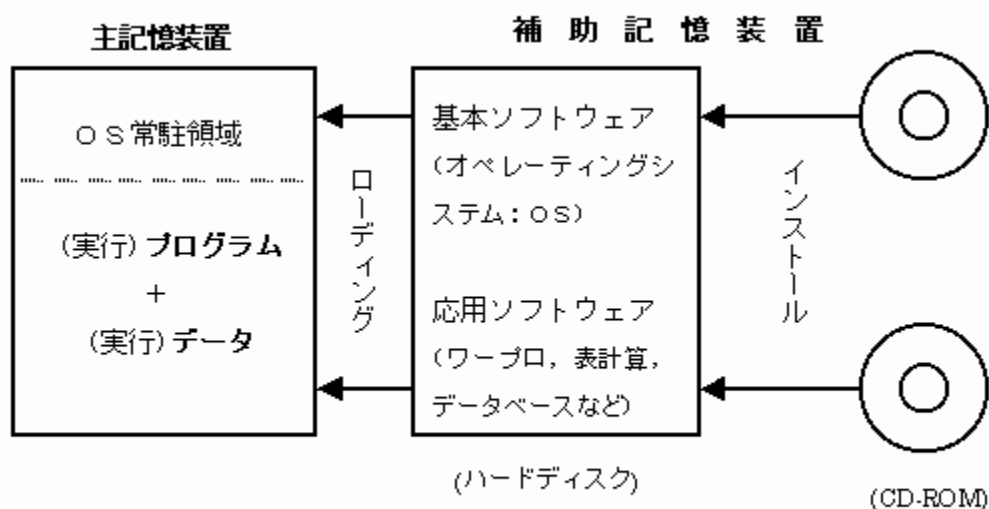 主記憶装置
補助記憶装置
ＯＳ常駐領域
(実行) プログラム
+
(実行) データ
ローディング
基本ソフトウェア
(オペレーティングシ
ステム：ＯＳ)
応用ソフトウェア
(ワープロ，表計算，
データベースなど)
インストール
(ハードディスク)
(CD-ROM)